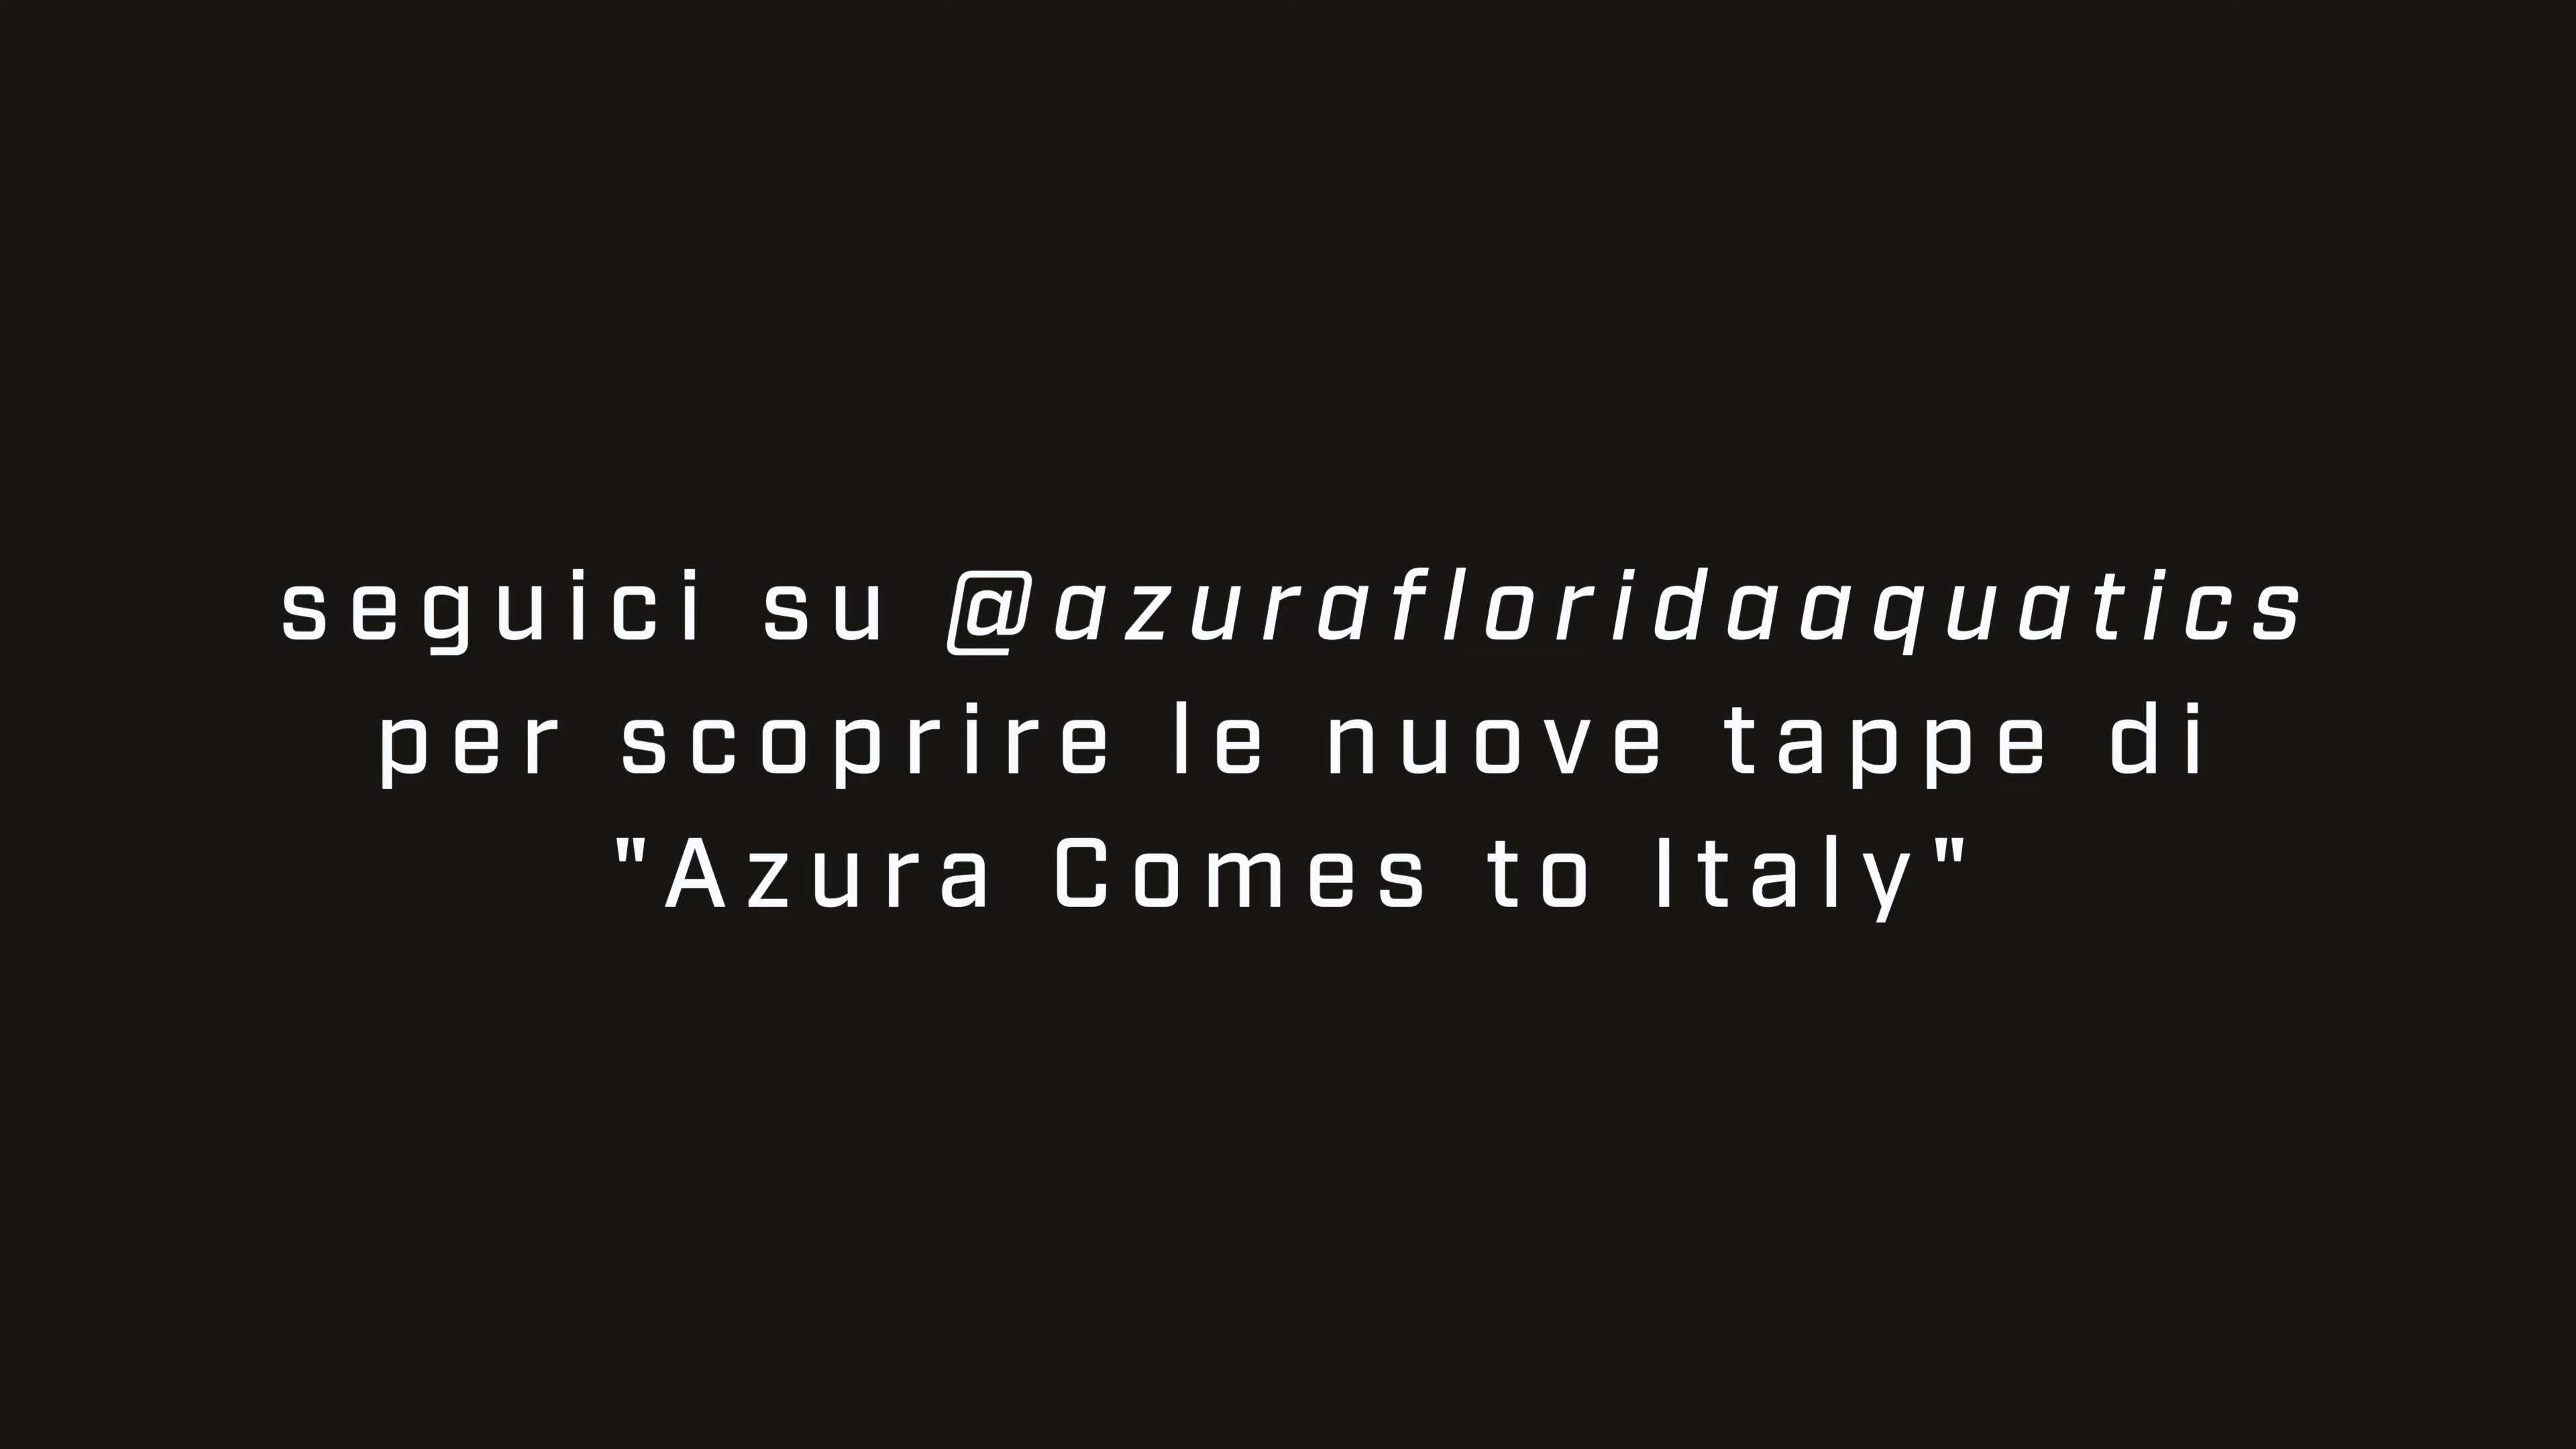 seguici su @azurafloridaaquatics
per scoprire le nuove tappe di
"Azura Comes to Italy"